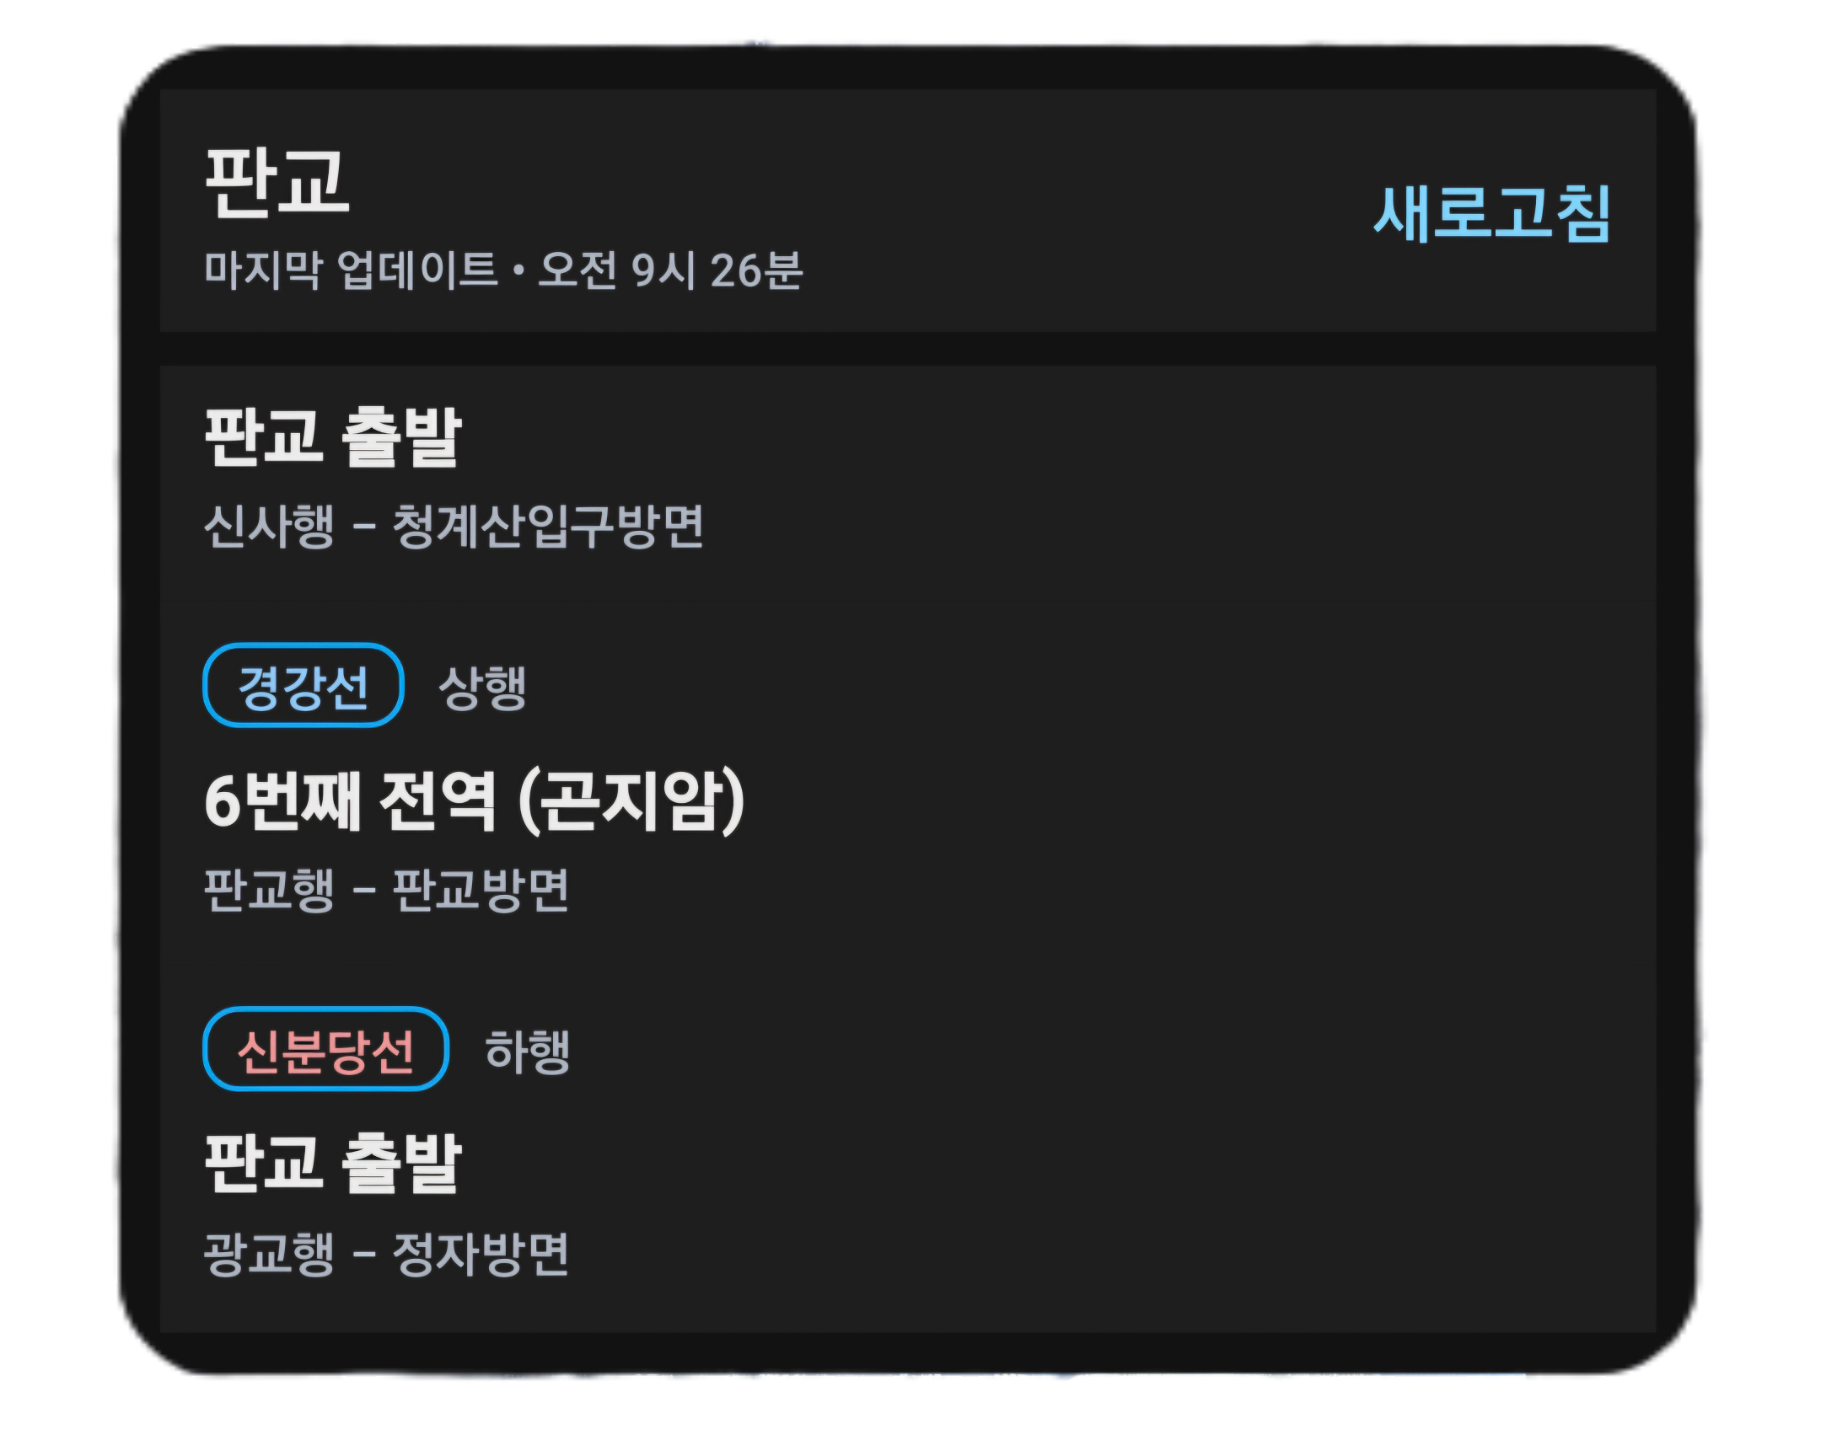 판교
새로고침
마지막 업데이트 • 오전 9시 26분
판교 출발
신사행 – 청계산입구방면
경강선 상행
6번째 전역 (곤지암)
판교행 – 판교방면
신분당선 하행
판교 출발
광교행 – 정자방면